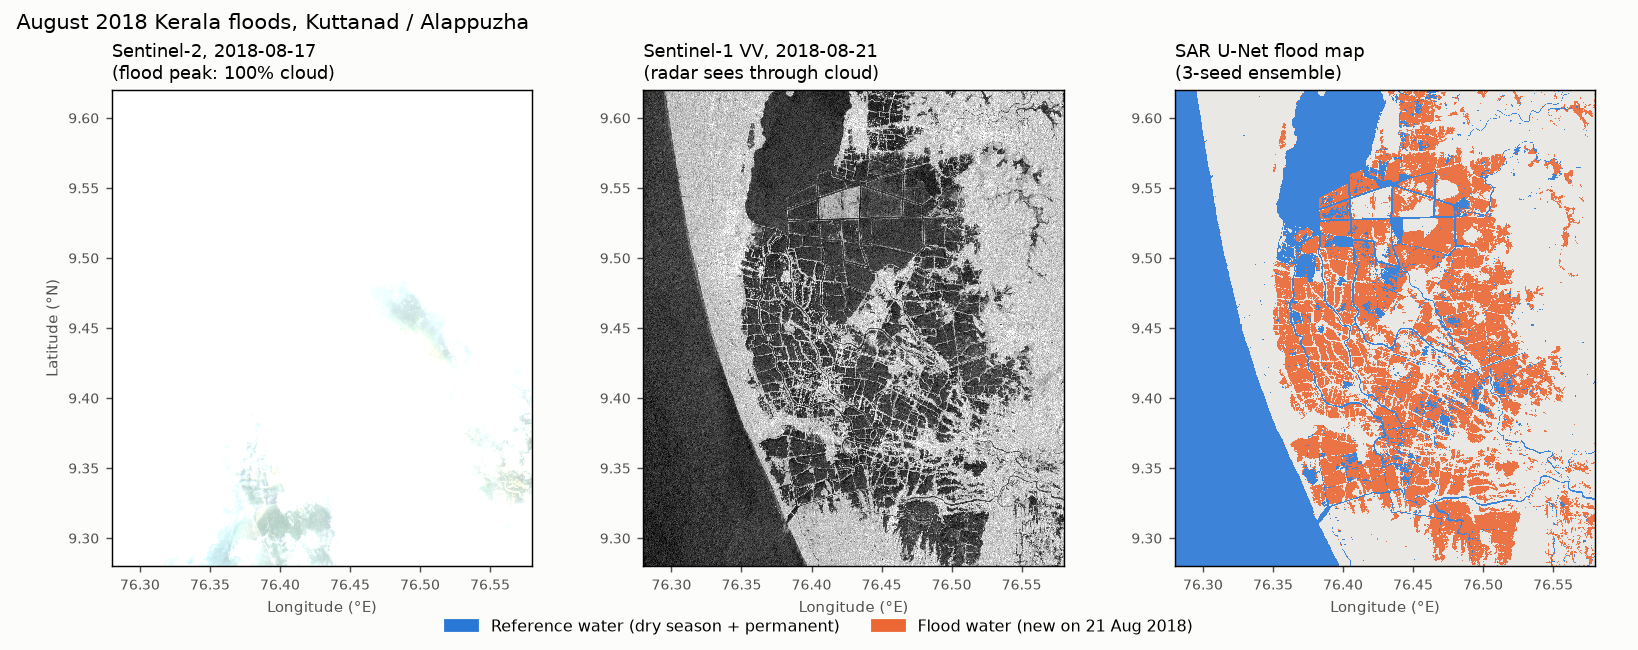 August 2018 Kerala floods, Kuttanad / Alappuzha
Sentinel-2, 2018-08-17
(flood peak: 100% cloud)
Sentinel-1 VV, 2018-08-21
(radar sees through cloud)
SAR U-Net flood map
(3-seed ensemble)
Latitude (°N)
9.60
9.55
9.50
9.45
9.40
9.35
9.30
76.30 76.35 76.40 76.45 76.50 76.55
Longitude (°E)
9.60
9.55
9.50
9.45
9.40
9.35
9.30
76.30 76.35 76.40 76.45 76.50 76.55
Longitude (°E)
9.60
9.55
9.50
9.45
9.40
9.35
9.30
76.30 76.35 76.40 76.45 76.50 76.55
Longitude (°E)
Reference water (dry season + permanent)
Flood water (new on 21 Aug 2018)